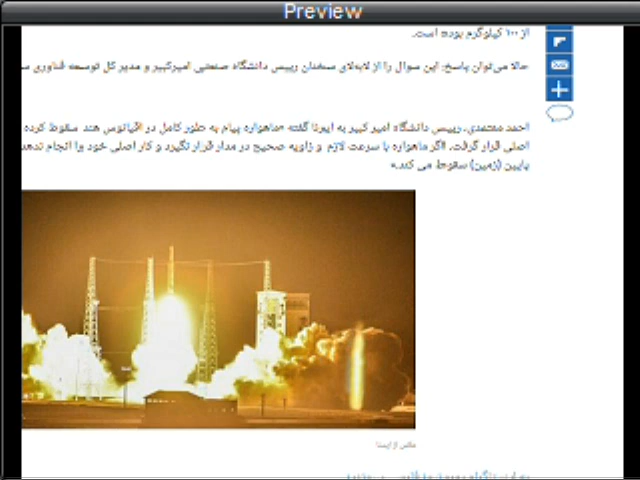 Preview
از ۱۰۰ کیلوگرم بوده است.
حالا می‌توان پاسخ: این سوال را از لابه‌لای سخنان رییس دانشگاه صنعتی امیرکبیر و مدیر کل توسعه فناوری
احمد معتمدی، رییس دانشگاه امیر کبیر به ایرنا گفته «ماهواره پیام به طور کامل در اقیانوس هند سقوط کرده
اصلی قرار گرفت. اگر ماهواره با سرعت لازم و زاویه صحیح در مدار قرار نگیرد و کار اصلی خود را انجام ندهد
پایین (زمین) سقوط می کند.»
عکس از ایسنا